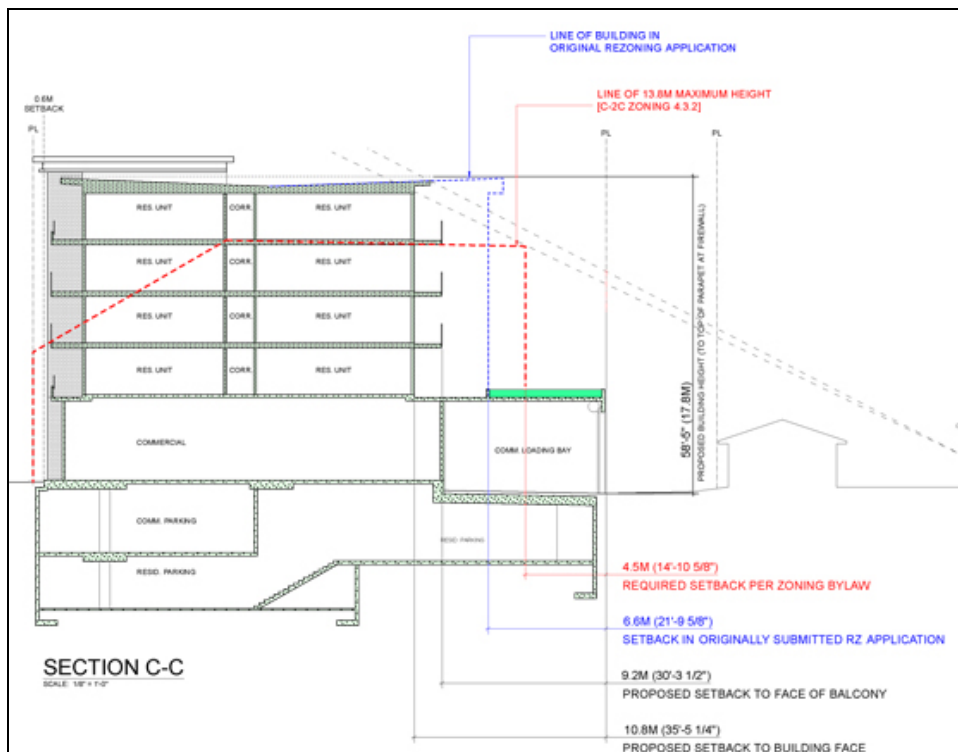 LINE OF BUILDING IN
ORIGINAL REZONING APPLICATION
LINE OF 13.8M MAXIMUM HEIGHT
[C-2C ZONING 4.3.2]
0.6M
SETBACK
PL
PL
PL
RES. UNIT
CORR.
RES. UNIT
RES. UNIT
CORR.
RES. UNIT
RES. UNIT
CORR.
RES. UNIT
RES. UNIT
CORR.
RES. UNIT
58'-5" (17.8M)
PROPOSED BUILDING HEIGHT (TO TOP OF PARAPET AT FIREWALL)
COMMERCIAL
COMM. LOADING BAY
COMM. PARKING
RESID. PARKING
RESID. PARKING
4.5M (14'-10 5/8")
REQUIRED SETBACK PER ZONING BYLAW
6.6M (21'-9 5/8")
SETBACK IN ORIGINALLY SUBMITTED RZ APPLICATION
SECTION C-C
SCALE: 1/8" = 1'-0"
9.2M (30'-3 1/2")
PROPOSED SETBACK TO FACE OF BALCONY
10.8M (35'-5 1/4")
PROPOSED SETBACK TO BUILDING FACE